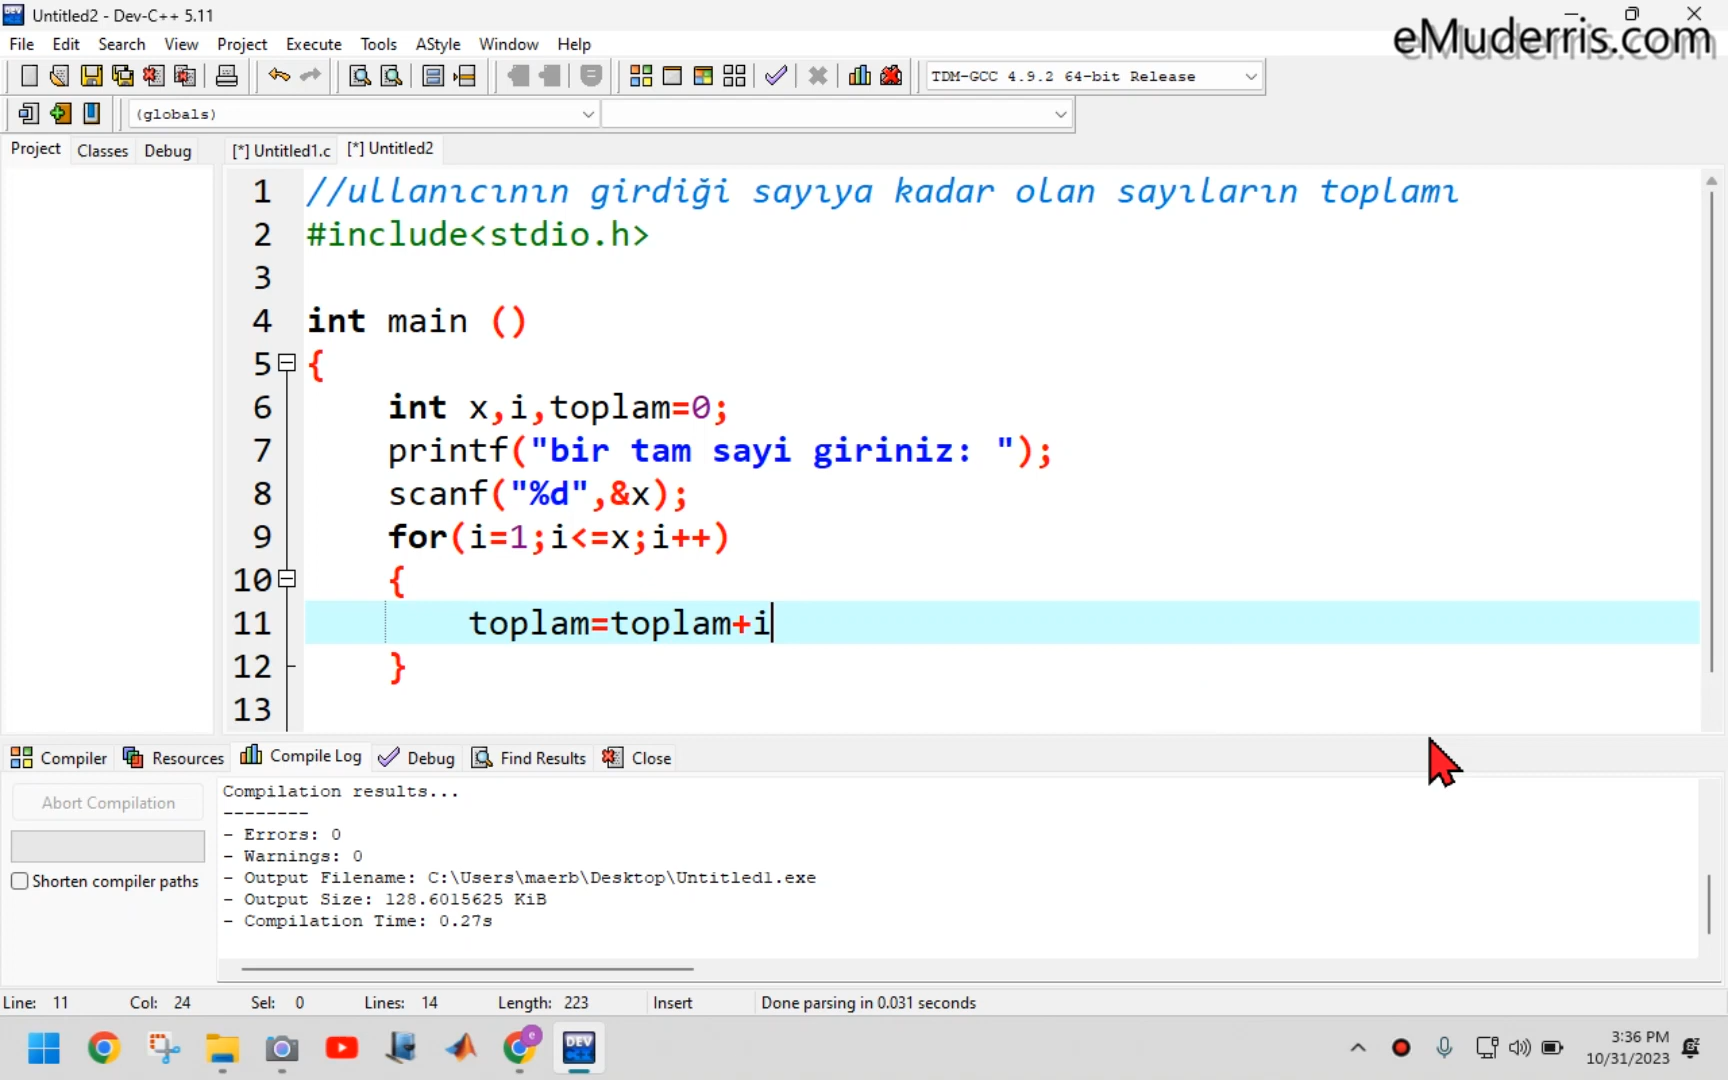 Untitled2 - Dev-C++ 5.11
eMuderris.com
File Edit Search View Project Execute Tools AStyle Window Help
TDM-GCC 4.9.2 64-bit Release
(globals)
Project Classes Debug [*] Untitled1.c [*] Untitled2
1 //ullanıcının girdiği sayıya kadar olan sayıların toplamı
2 #include<stdio.h>
3
4 int main ()
5 {
6 int x,i,toplam=0;
7 printf("bir tam sayi giriniz: ");
8 scanf("%d",&x);
9 for(i=1;i<=x;i++)
10 {
11 toplam=toplam+i
12 }
13
Compiler Resources Compile Log Debug Find Results Close
Abort Compilation
Shorten compiler paths
Compilation results...
--------
- Errors: 0
- Warnings: 0
- Output Filename: C:\Users\maerb\Desktop\Untitled1.exe
- Output Size: 128.6015625 KiB
- Compilation Time: 0.27s
Line: 11 Col: 24 Sel: 0 Lines: 14 Length: 223 Insert Done parsing in 0.031 seconds
DEV C++
3:36 PM
10/31/2023